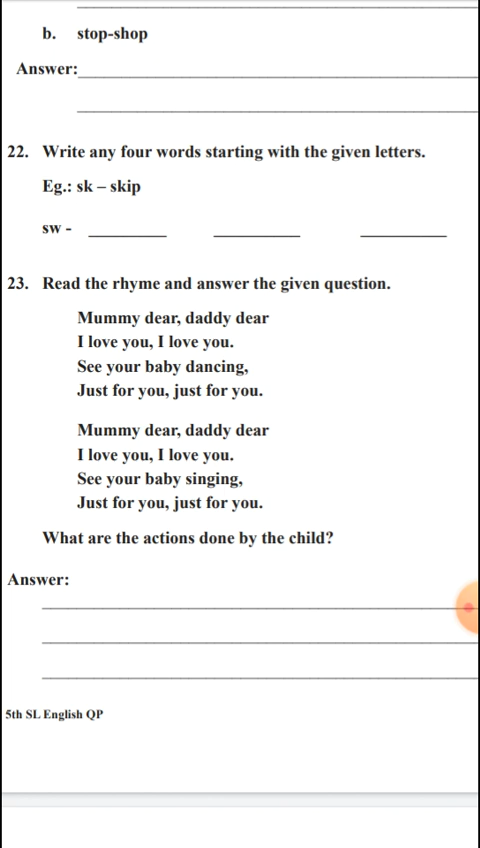 b. stop-shop
Answer:
22. Write any four words starting with the given letters.
Eg.: sk – skip
sw -
23. Read the rhyme and answer the given question.
Mummy dear, daddy dear
I love you, I love you.
See your baby dancing,
Just for you, just for you.
Mummy dear, daddy dear
I love you, I love you.
See your baby singing,
Just for you, just for you.
What are the actions done by the child?
Answer:
5th SL English QP